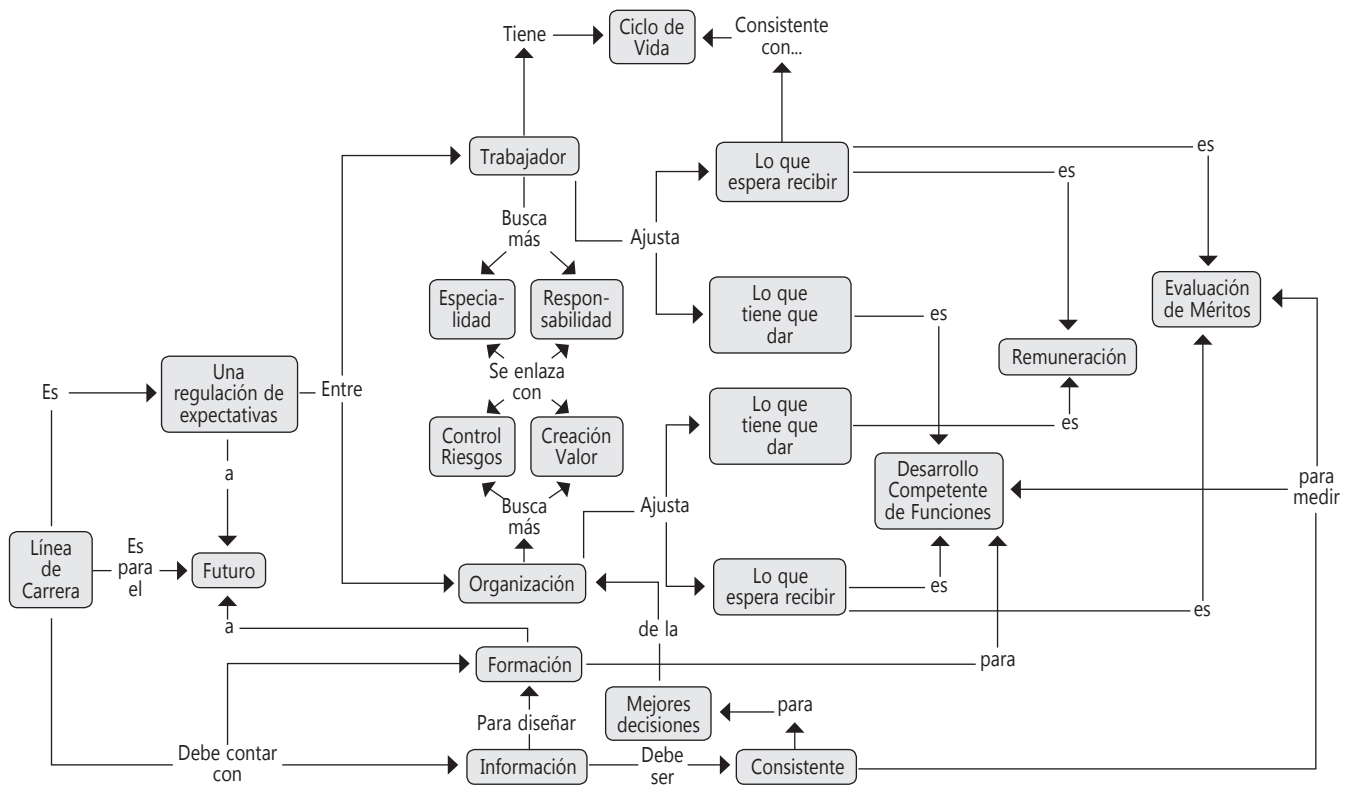 Tiene
Ciclo de
Vida
Consistente
con...
Trabajador
Lo que
espera recibir
es
es
Busca
más
Ajusta
Especia-
lidad
Respon-
sabilidad
Lo que
tiene que
dar
es
Evaluación
de Méritos
Remuneración
Es
Una
regulación de
expectativas
Entre
Se enlaza
con
Lo que
tiene que
dar
es
Control
Riesgos
Creación
Valor
a
Desarrollo
Competente
de Funciones
para
medir
Busca
más
Ajusta
Línea
de
Carrera
Es
para
el
Futuro
Organización
Lo que
espera recibir
es
es
a
de la
Formación
para
Para diseñar
Mejores
decisiones
para
Debe contar
con
Información
Debe
ser
Consistente